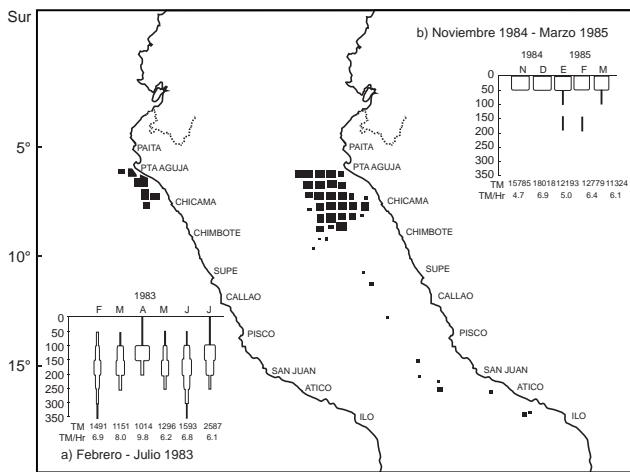 Sur
b) Noviembre 1984 - Marzo 1985
1984 1985
N D E F M
0
50
100
150
200
250
300
350
TM 15785 18018 12193 12779 11324
TM/Hr 4.7 6.9 5.0 6.4 6.1
5°
10°
15°
PAITA
PTA AGUJA
CHICAMA
CHIMBOTE
SUPE
CALLAO
PISCO
SAN JUAN
ATICO
ILO
PAITA
PTA AGUJA
CHICAMA
CHIMBOTE
SUPE
CALLAO
PISCO
SAN JUAN
ATICO
ILO
1983
F M A M J J
0
50
100
150
200
250
300
350
TM 1491 1151 1014 1296 1593 2587
TM/Hr 6.9 8.0 9.8 6.2 6.8 6.1
a) Febrero - Julio 1983